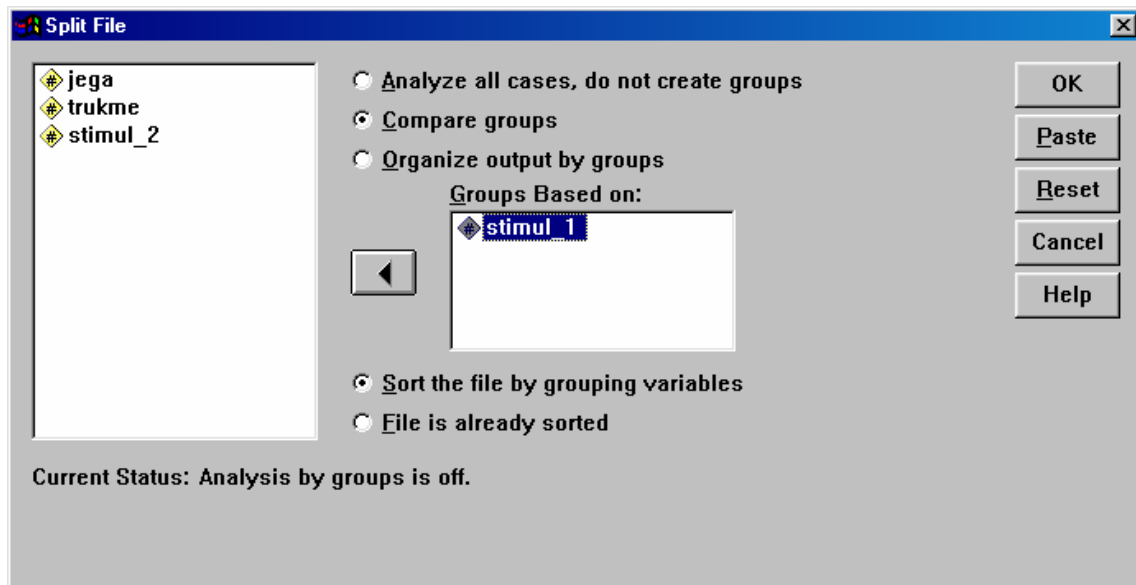 Split File
jega
trukme
stimul_2
Analyze all cases, do not create groups
Compare groups
Organize output by groups
Groups Based on:
stimul_1
Sort the file by grouping variables
File is already sorted
OK
Paste
Reset
Cancel
Help
Current Status: Analysis by groups is off.